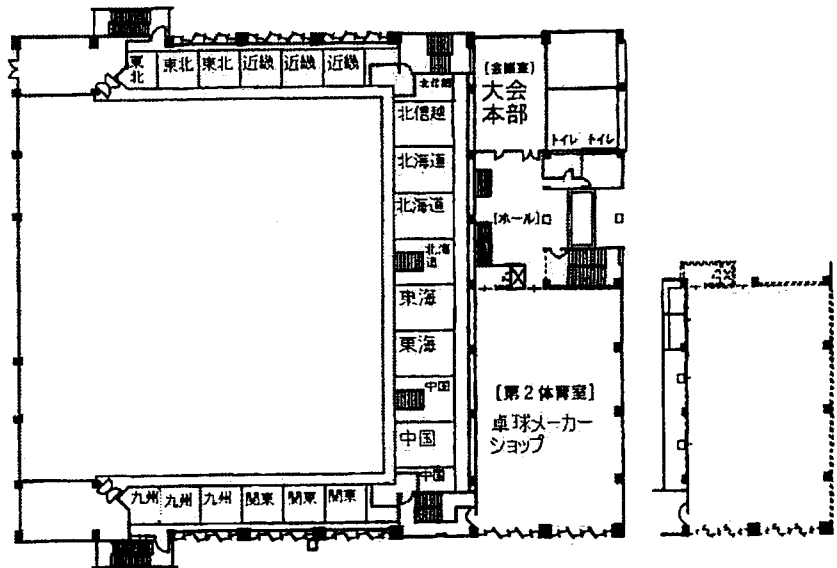 東北
東北
東北
近畿
近畿
近畿
北信越
北信越
北海道
北海道
北海道
東海
東海
中国
中国
中国
九州
九州
九州
関東
関東
関東
[会議室]
大会
本部
トイレ
トイレ
[ホール]
[第2体育室]
卓球メーカー
ショップ